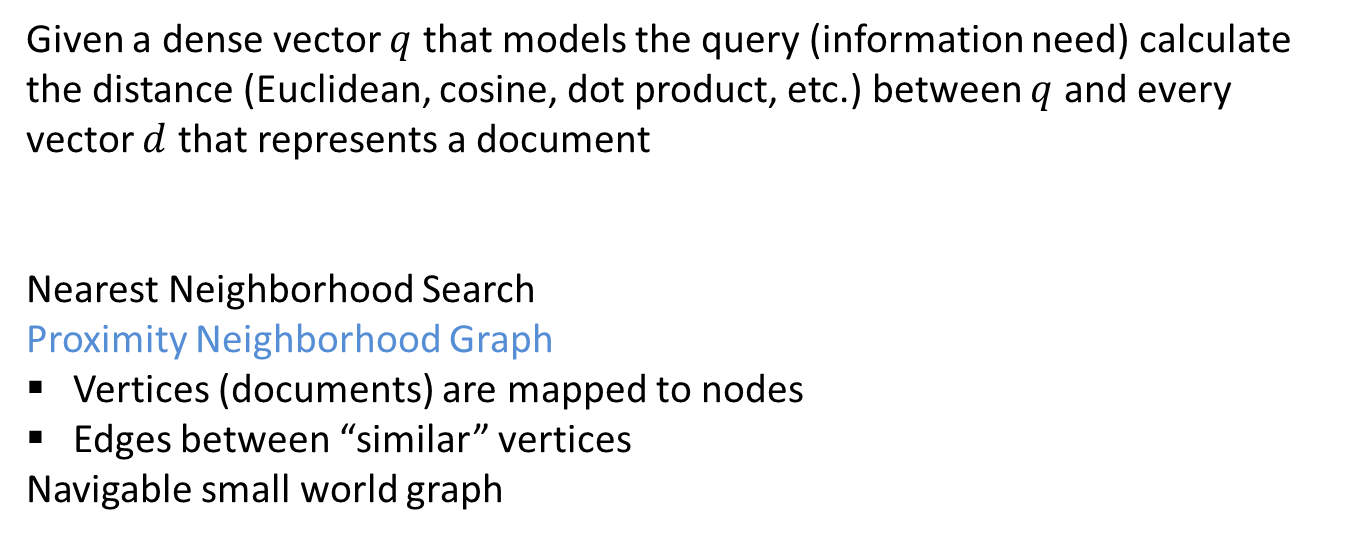 Given a dense vector q that models the query (information need) calculate
the distance (Euclidean, cosine, dot product, etc.) between q and every
vector d that represents a document
Nearest Neighborhood Search
Proximity Neighborhood Graph
▪ Vertices (documents) are mapped to nodes
▪ Edges between “similar” vertices
Navigable small world graph